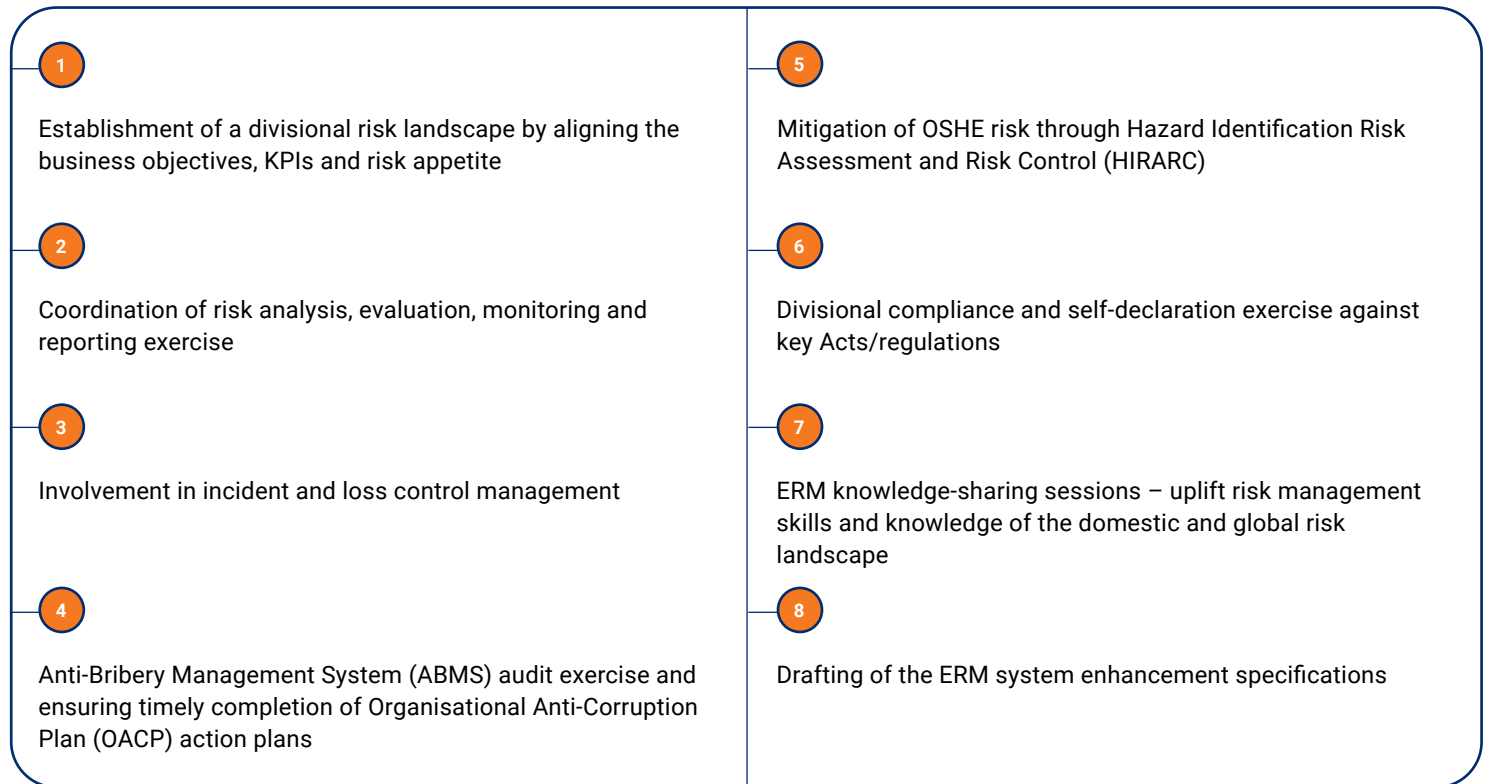 1
Establishment of a divisional risk landscape by aligning the
business objectives, KPIs and risk appetite
2
Coordination of risk analysis, evaluation, monitoring and
reporting exercise
3
Involvement in incident and loss control management
4
Anti-Bribery Management System (ABMS) audit exercise and
ensuring timely completion of Organisational Anti-Corruption
Plan (OACP) action plans
5
Mitigation of OSHE risk through Hazard Identification Risk
Assessment and Risk Control (HIRARC)
6
Divisional compliance and self-declaration exercise against
key Acts/regulations
7
ERM knowledge-sharing sessions – uplift risk management
skills and knowledge of the domestic and global risk
landscape
8
Drafting of the ERM system enhancement specifications